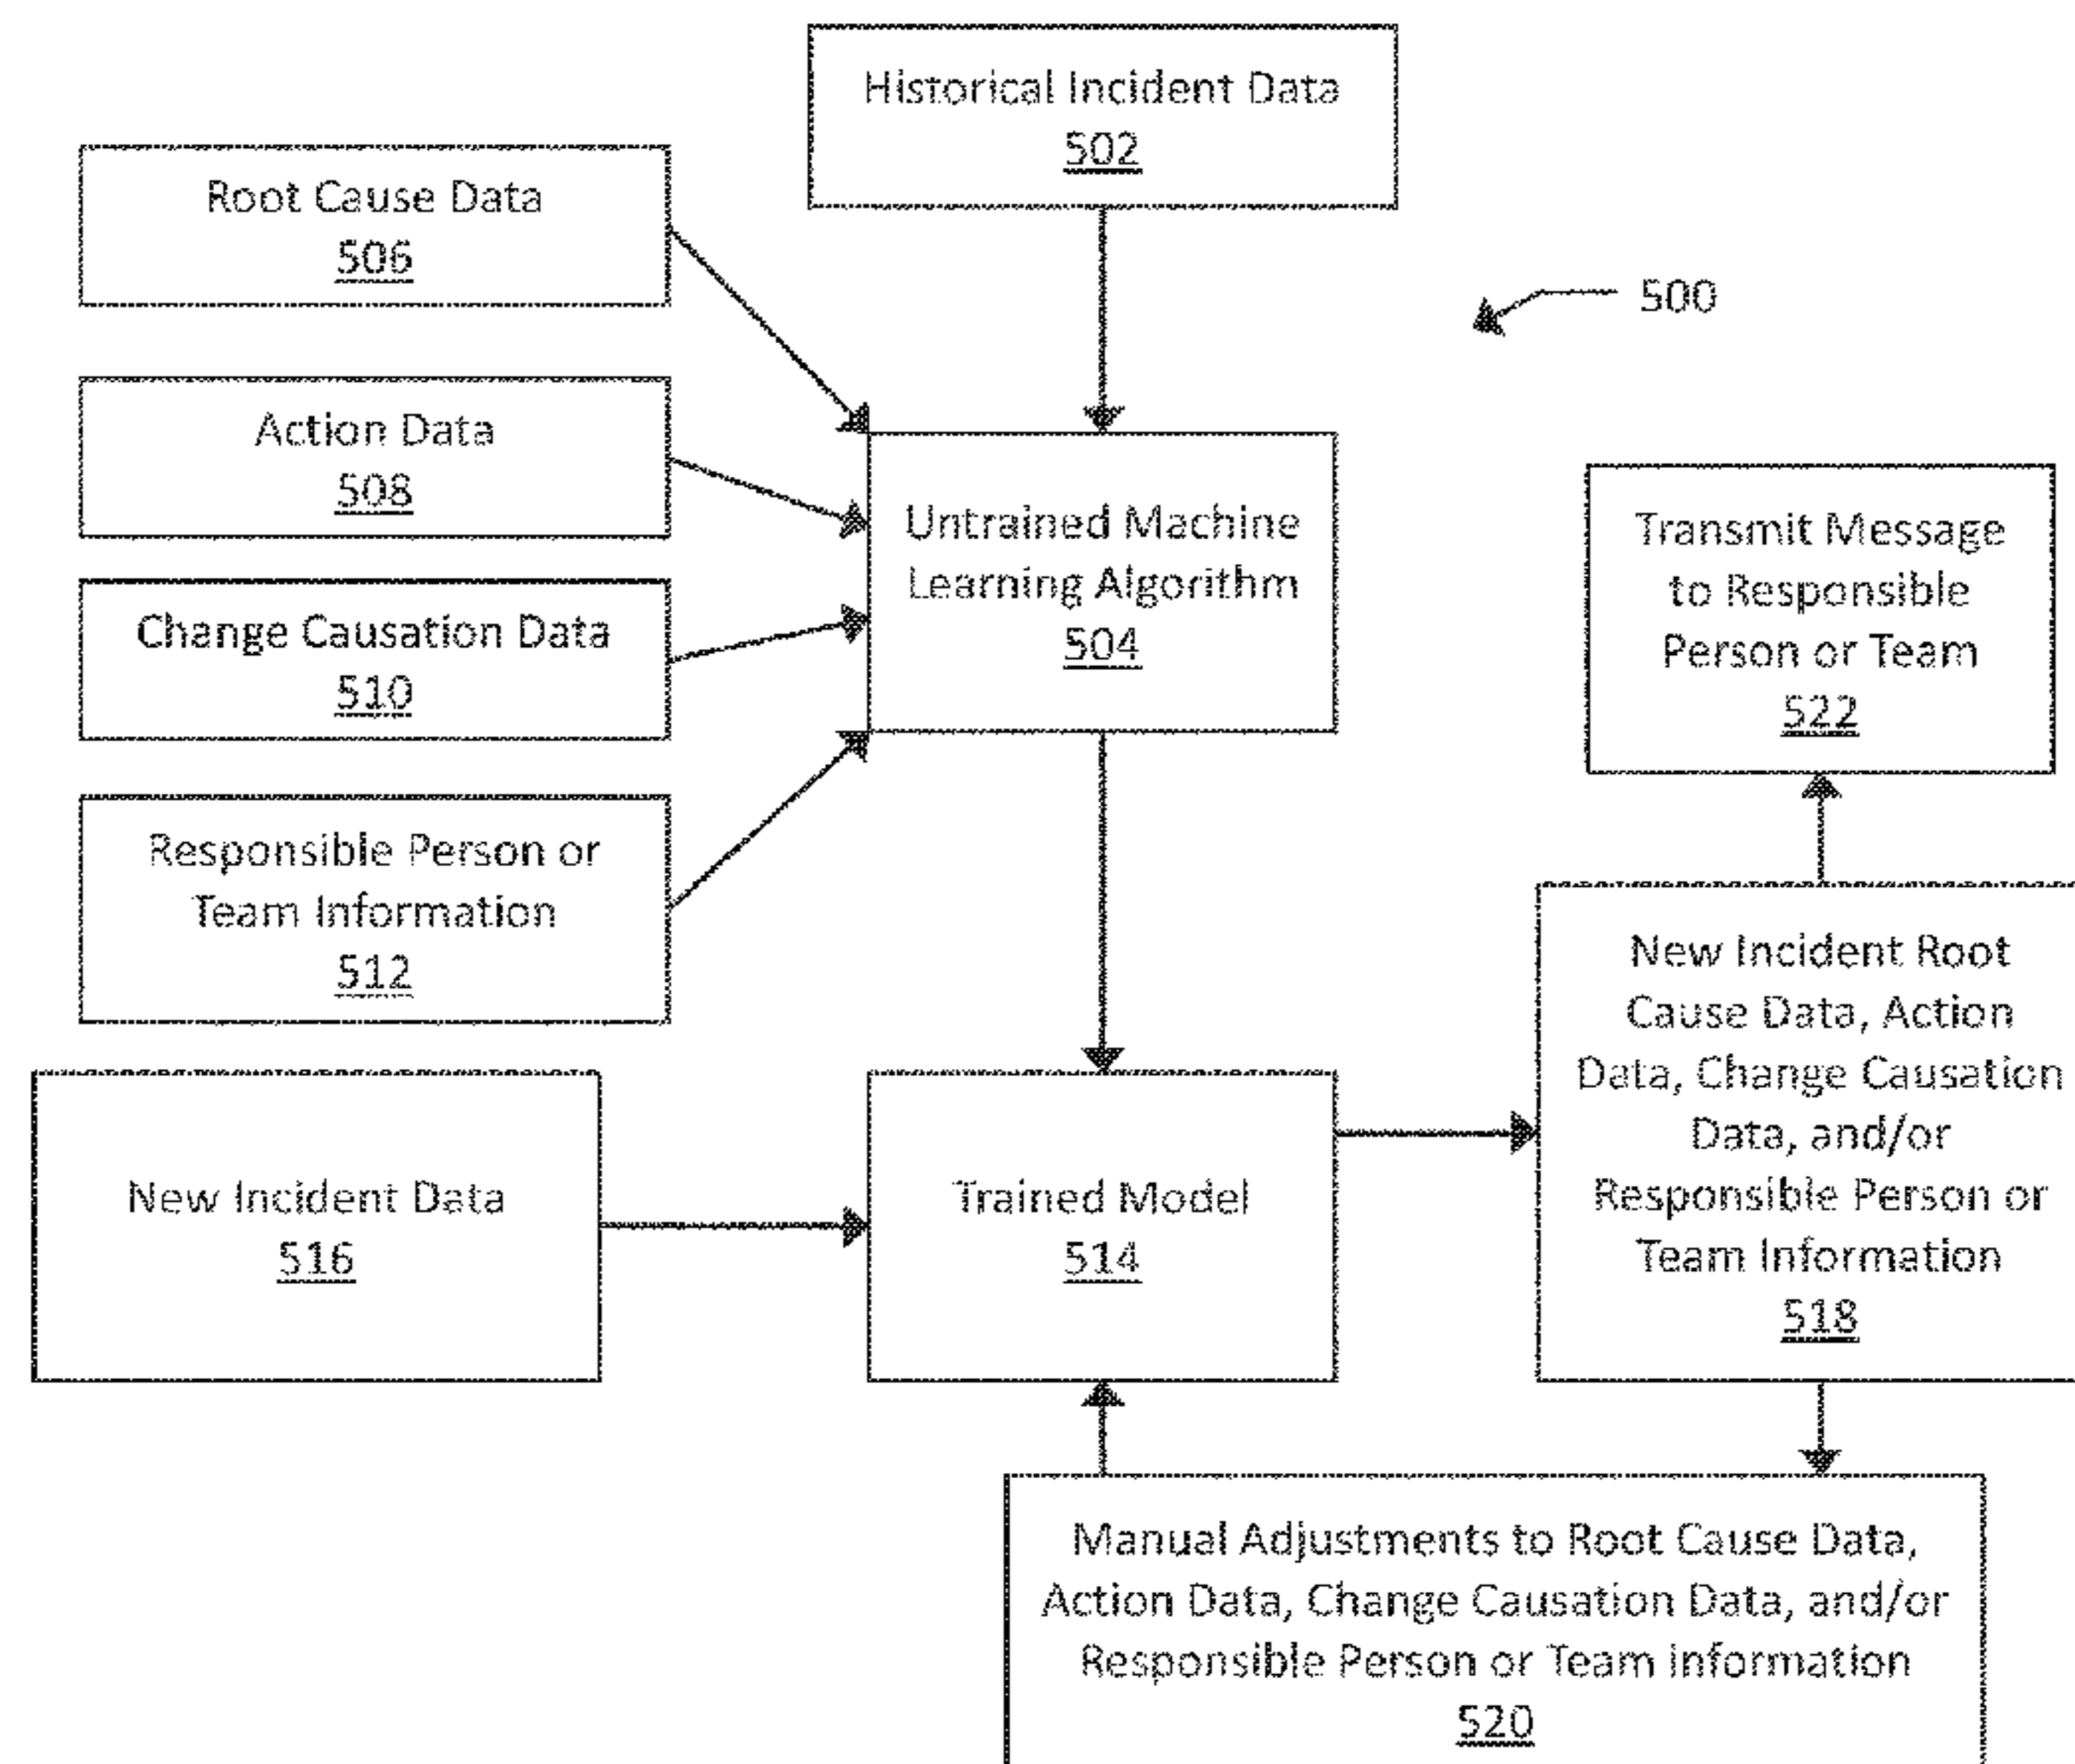 Historical Incident Data
502
Root Cause Data
506
500
Action Data
508
Untrained Machine
Learning Algorithm
504
Transmit Message
to Responsible
Person or Team
522
Change Causation Data
510
Responsible Person or
Team Information
512
New Incident Data
516
Trained Model
514
New Incident Root
Cause Data, Action
Data, Change Causation
Data, and/or
Responsible Person or
Team Information
518
Manual Adjustments to Root Cause Data,
Action Data, Change Causation Data, and/or
Responsible Person or Team Information
520